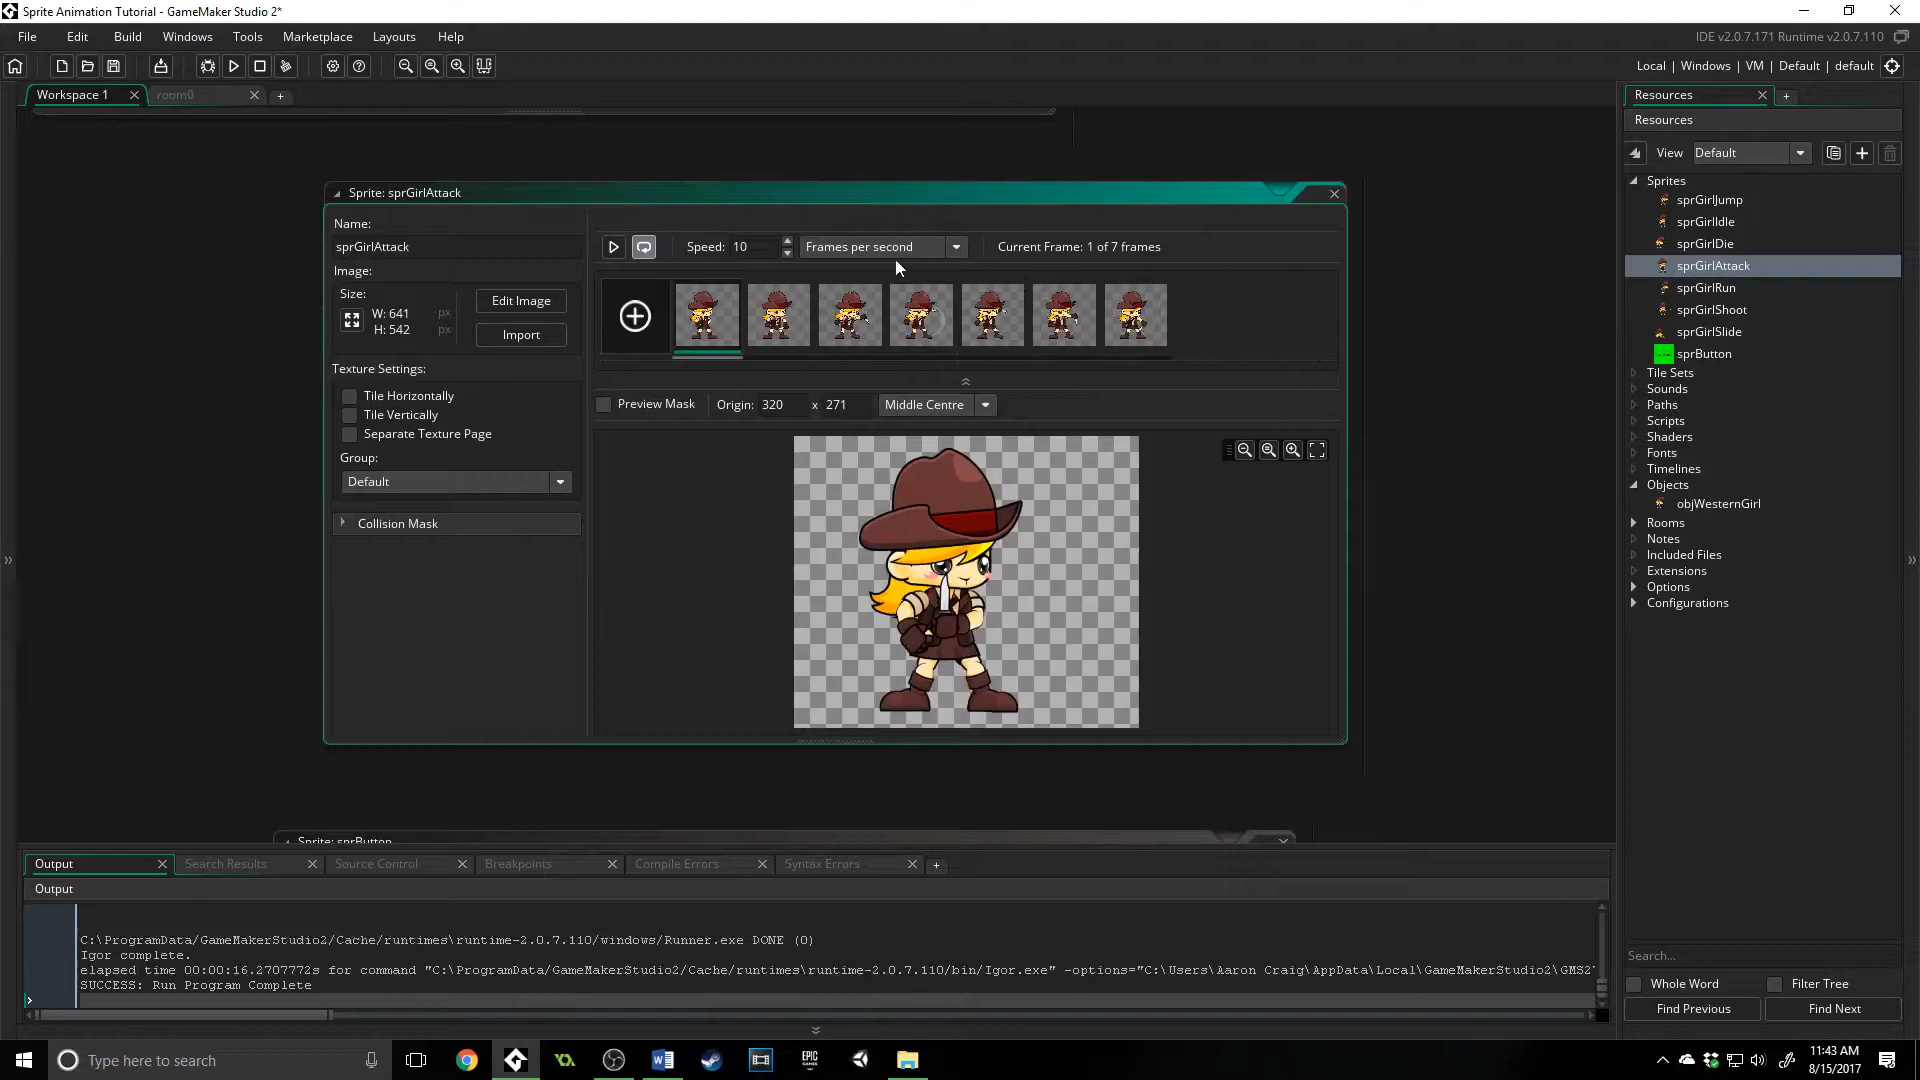 Sprite Animation Tutorial - GameMaker Studio 2*
File Edit Build Windows Tools Marketplace Layouts Help
IDE v2.0.7.171 Runtime v2.0.7.110
Local | Windows | VM | Default | default
Workspace 1
room0
Resources
Resources
View Default
Sprites
sprGirlJump
sprGirlIdle
sprGirlDie
sprGirlAttack
sprGirlRun
sprGirlShoot
sprGirlSlide
sprButton
Tile Sets
Sounds
Paths
Scripts
Shaders
Fonts
Timelines
Objects
objWesternGirl
Rooms
Notes
Included Files
Extensions
Options
Configurations
Search...
Whole Word
Filter Tree
Find Previous
Find Next
Sprite: sprGirlAttack
Name:
sprGirlAttack
Image:
Size:
W: 641 px
H: 542 px
Edit Image
Import
Texture Settings:
Tile Horizontally
Tile Vertically
Separate Texture Page
Group:
Default
Collision Mask
Speed: 10 Frames per second Current Frame: 1 of 7 frames
Preview Mask Origin: 320 x 271 Middle Centre
Sprite: sprButton
Output Search Results Source Control Breakpoints Compile Errors Syntax Errors
Output
C:\ProgramData/GameMakerStudio2/Cache/runtimes\runtime-2.0.7.110/windows/Runner.exe DONE (0)
Igor complete.
elapsed time 00:00:16.2707772s for command "C:\ProgramData/GameMakerStudio2/Cache/runtimes\runtime-2.0.7.110/bin/Igor.exe" -options="C:\Users\Aaron Craig\AppData\Local\GameMakerStudio2\GMS2
SUCCESS: Run Program Complete
Type here to search
EPIC
11:43 AM
8/15/2017